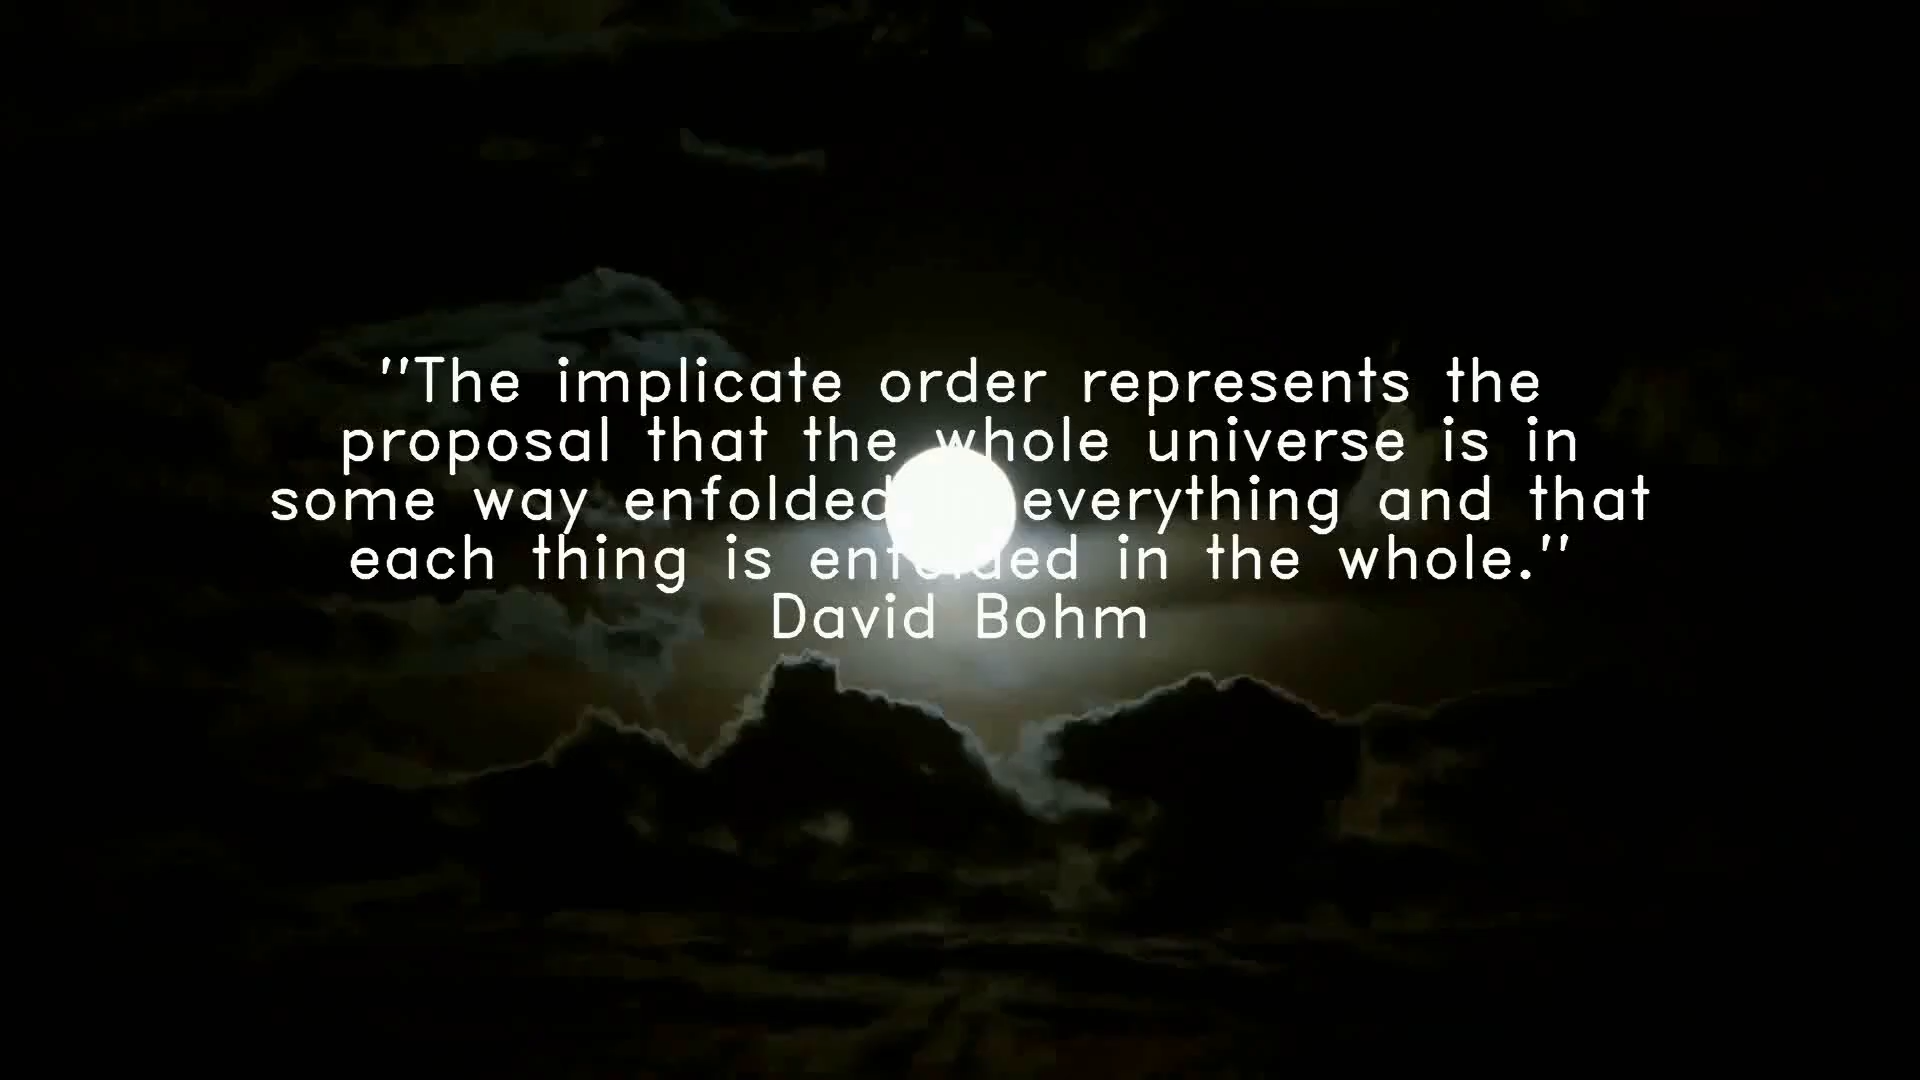 "The implicate order represents the
proposal that the whole universe is in
some way enfolded everything and that
each thing is enfolded in the whole."
David Bohm